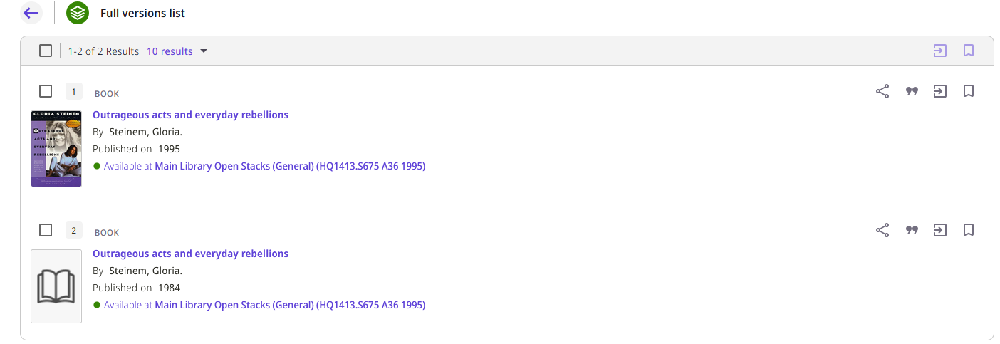 Full versions list
1-2 of 2 Results 10 results
1 BOOK
GLORIA STEINEM
OUTRAGEOUS
ACTS AND
EVERYDAY
REBELLIONS
Outrageous acts and everyday rebellions
By Steinem, Gloria.
Published on 1995
Available at Main Library Open Stacks (General) (HQ1413.S675 A36 1995)
2 BOOK
Outrageous acts and everyday rebellions
By Steinem, Gloria.
Published on 1984
Available at Main Library Open Stacks (General) (HQ1413.S675 A36 1995)